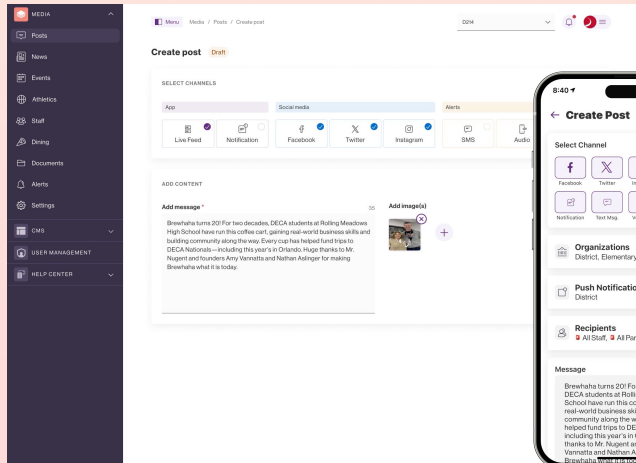 MEDIA
Posts
News
Events
Athletics
Staff
Dining
Documents
Alerts
Settings
CMS
USER MANAGEMENT
HELP CENTER
Menu Media / Posts / Create post
D214
Create post Draft
SELECT CHANNELS
App Social media Alerts
Live Feed Notification Facebook Twitter Instagram SMS Audio
ADD CONTENT
Add message * Add image(s)
Brewhaha turns 20! For two decades, DECA students at Rolling Meadows
High School have run this coffee cart, gaining real-world business skills and
building community along the way. Every cup has helped fund trips to
DECA Nationals—including this year's in Orlando. Huge thanks to Mr.
Nugent and founders Amy Vannatta and Nathan Aslinger for making
Brewhaha what it is today.
8:40
Create Post
Select Channel
Facebook Twitter
Notification Text Msg.
Organizations
District, Elementary
Push Notificatio
District
Recipients
All Staff, All Par
Message
Brewhaha turns 20! Fo
DECA students at Rolli
School have run this co
real-world business ski
community along the w
helped fund trips to DE
including this year's in
thanks to Mr. Nugent a
Vannatta and Nathan A
Brewhaha what it is tod